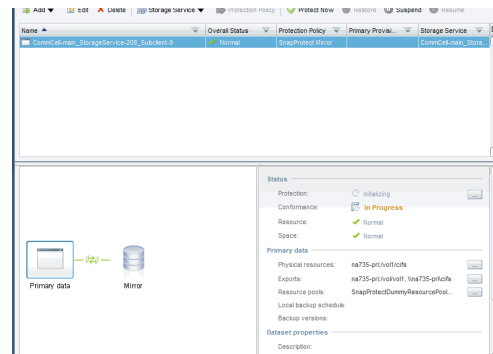 Add Edit Delete Storage Service Protection Policy Protect Now Restore Suspend Resume
Name Overall Status Protection Policy Primary Provisi... Storage Service
CommCell-main_StorageService-208_Subclient-9 Normal SnapProtect Mirror CommCell-main_Stora...
Status
Protection: Initializing
Conformance: In Progress
Resource: Normal
Space: Normal
Primary data
Physical resources: na735-pri:/vol1/cifs
Exports: na735-pri:/vol/vol1, \\na735-pri\cifs
Resource pools: SnapProtectDummyResourcePool...
Local backup schedule:
Backup versions:
Dataset properties
Description:
Primary data
Mirror